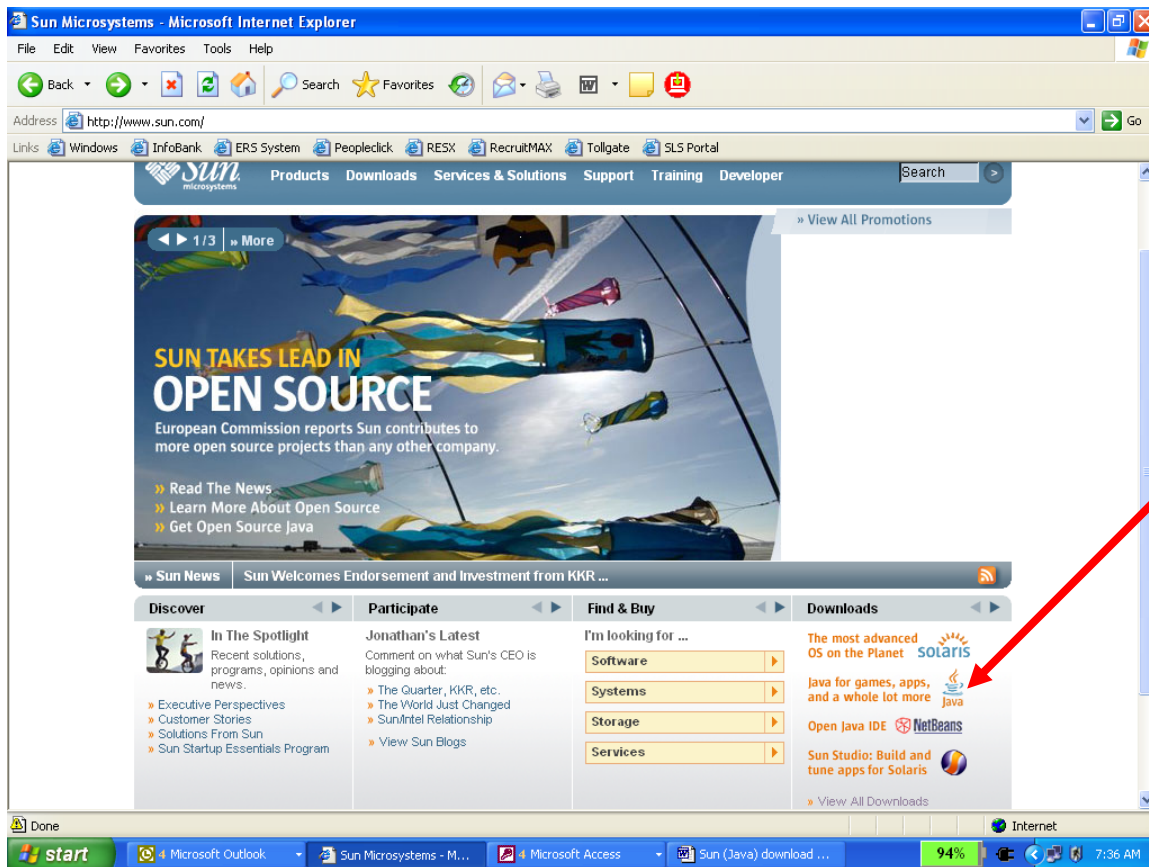 Sun Microsystems - Microsoft Internet Explorer
File Edit View Favorites Tools Help
Back Search Favorites
Address http://www.sun.com/ Go
Links Windows InfoBank ERS System Peopleclick RESX RecruitMAX Tollgate SLS Portal
Sun microsystems Products Downloads Services & Solutions Support Training Developer Search
1/3 » More
» View All Promotions
SUN TAKES LEAD IN
OPEN SOURCE
European Commission reports Sun contributes to
more open source projects than any other company.
» Read The News
» Learn More About Open Source
» Get Open Source Java
» Sun News Sun Welcomes Endorsement and Investment from KKR ...
Discover
In The Spotlight
Recent solutions,
programs, opinions and
news.
» Executive Perspectives
» Customer Stories
» Solutions From Sun
» Sun Startup Essentials Program
Participate
Jonathan's Latest
Comment on what Sun's CEO is
blogging about:
» The Quarter, KKR, etc.
» The World Just Changed
» Sun/Intel Relationship
» View Sun Blogs
Find & Buy
I'm looking for ...
Software
Systems
Storage
Services
Downloads
The most advanced
OS on the Planet solaris
Java for games, apps,
and a whole lot more Java
Open Java IDE NetBeans
Sun Studio: Build and
tune apps for Solaris
» View All Downloads
Done Internet
start 4 Microsoft Outlook Sun Microsystems - M... 4 Microsoft Access Sun (Java) download ... 94% 7:36 AM